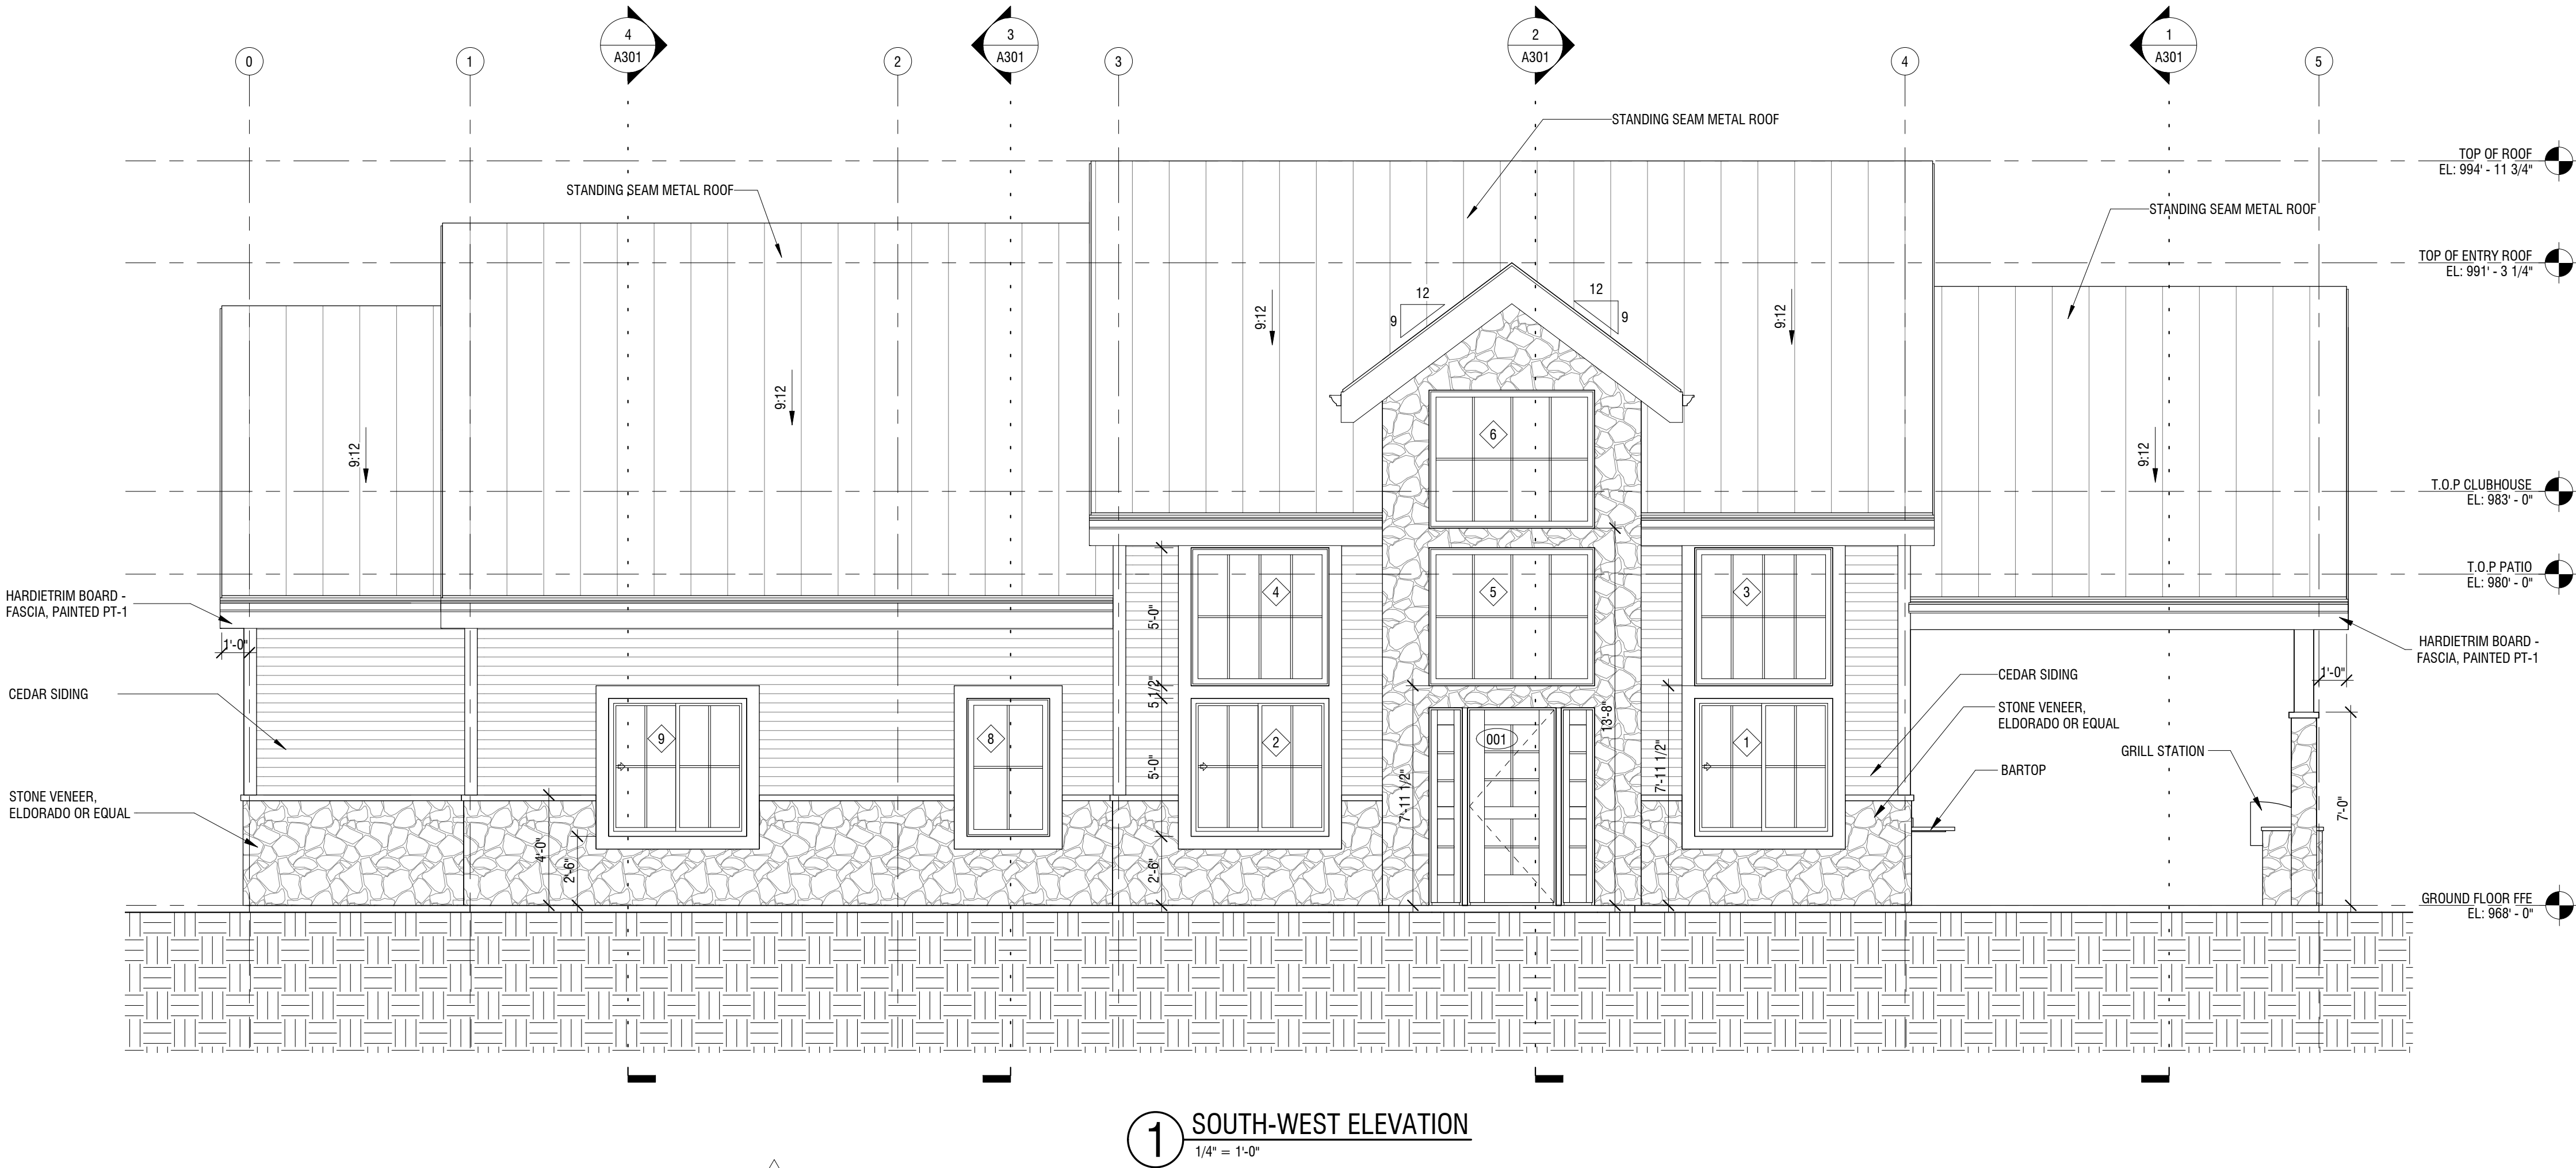 4
A301
3
A301
2
A301
1
A301
0
1
2
3
4
5
STANDING SEAM METAL ROOF
STANDING SEAM METAL ROOF
STANDING SEAM METAL ROOF
TOP OF ROOF
EL: 994' - 11 3/4"
TOP OF ENTRY ROOF
EL: 991' - 3 1/4"
T.O.P CLUBHOUSE
EL: 983' - 0"
T.O.P PATIO
EL: 980' - 0"
GROUND FLOOR FFE
EL: 968' - 0"
12
9
12
9
9:12
9:12
9:12
9:12
9:12
HARDIETRIM BOARD -
FASCIA, PAINTED PT-1
1'-0"
CEDAR SIDING
STONE VENEER,
ELDORADO OR EQUAL
6
4
5
3
9
8
2
001
1
5'-0"
5 1/2"
5'-0"
2'-6"
4'-0"
2'-6"
7'-11 1/2"
13'-8"
7'-11 1/2"
HARDIETRIM BOARD -
FASCIA, PAINTED PT-1
1'-0"
CEDAR SIDING
STONE VENEER,
ELDORADO OR EQUAL
GRILL STATION
BARTOP
7'-0"
1
SOUTH-WEST ELEVATION
1/4" = 1'-0"